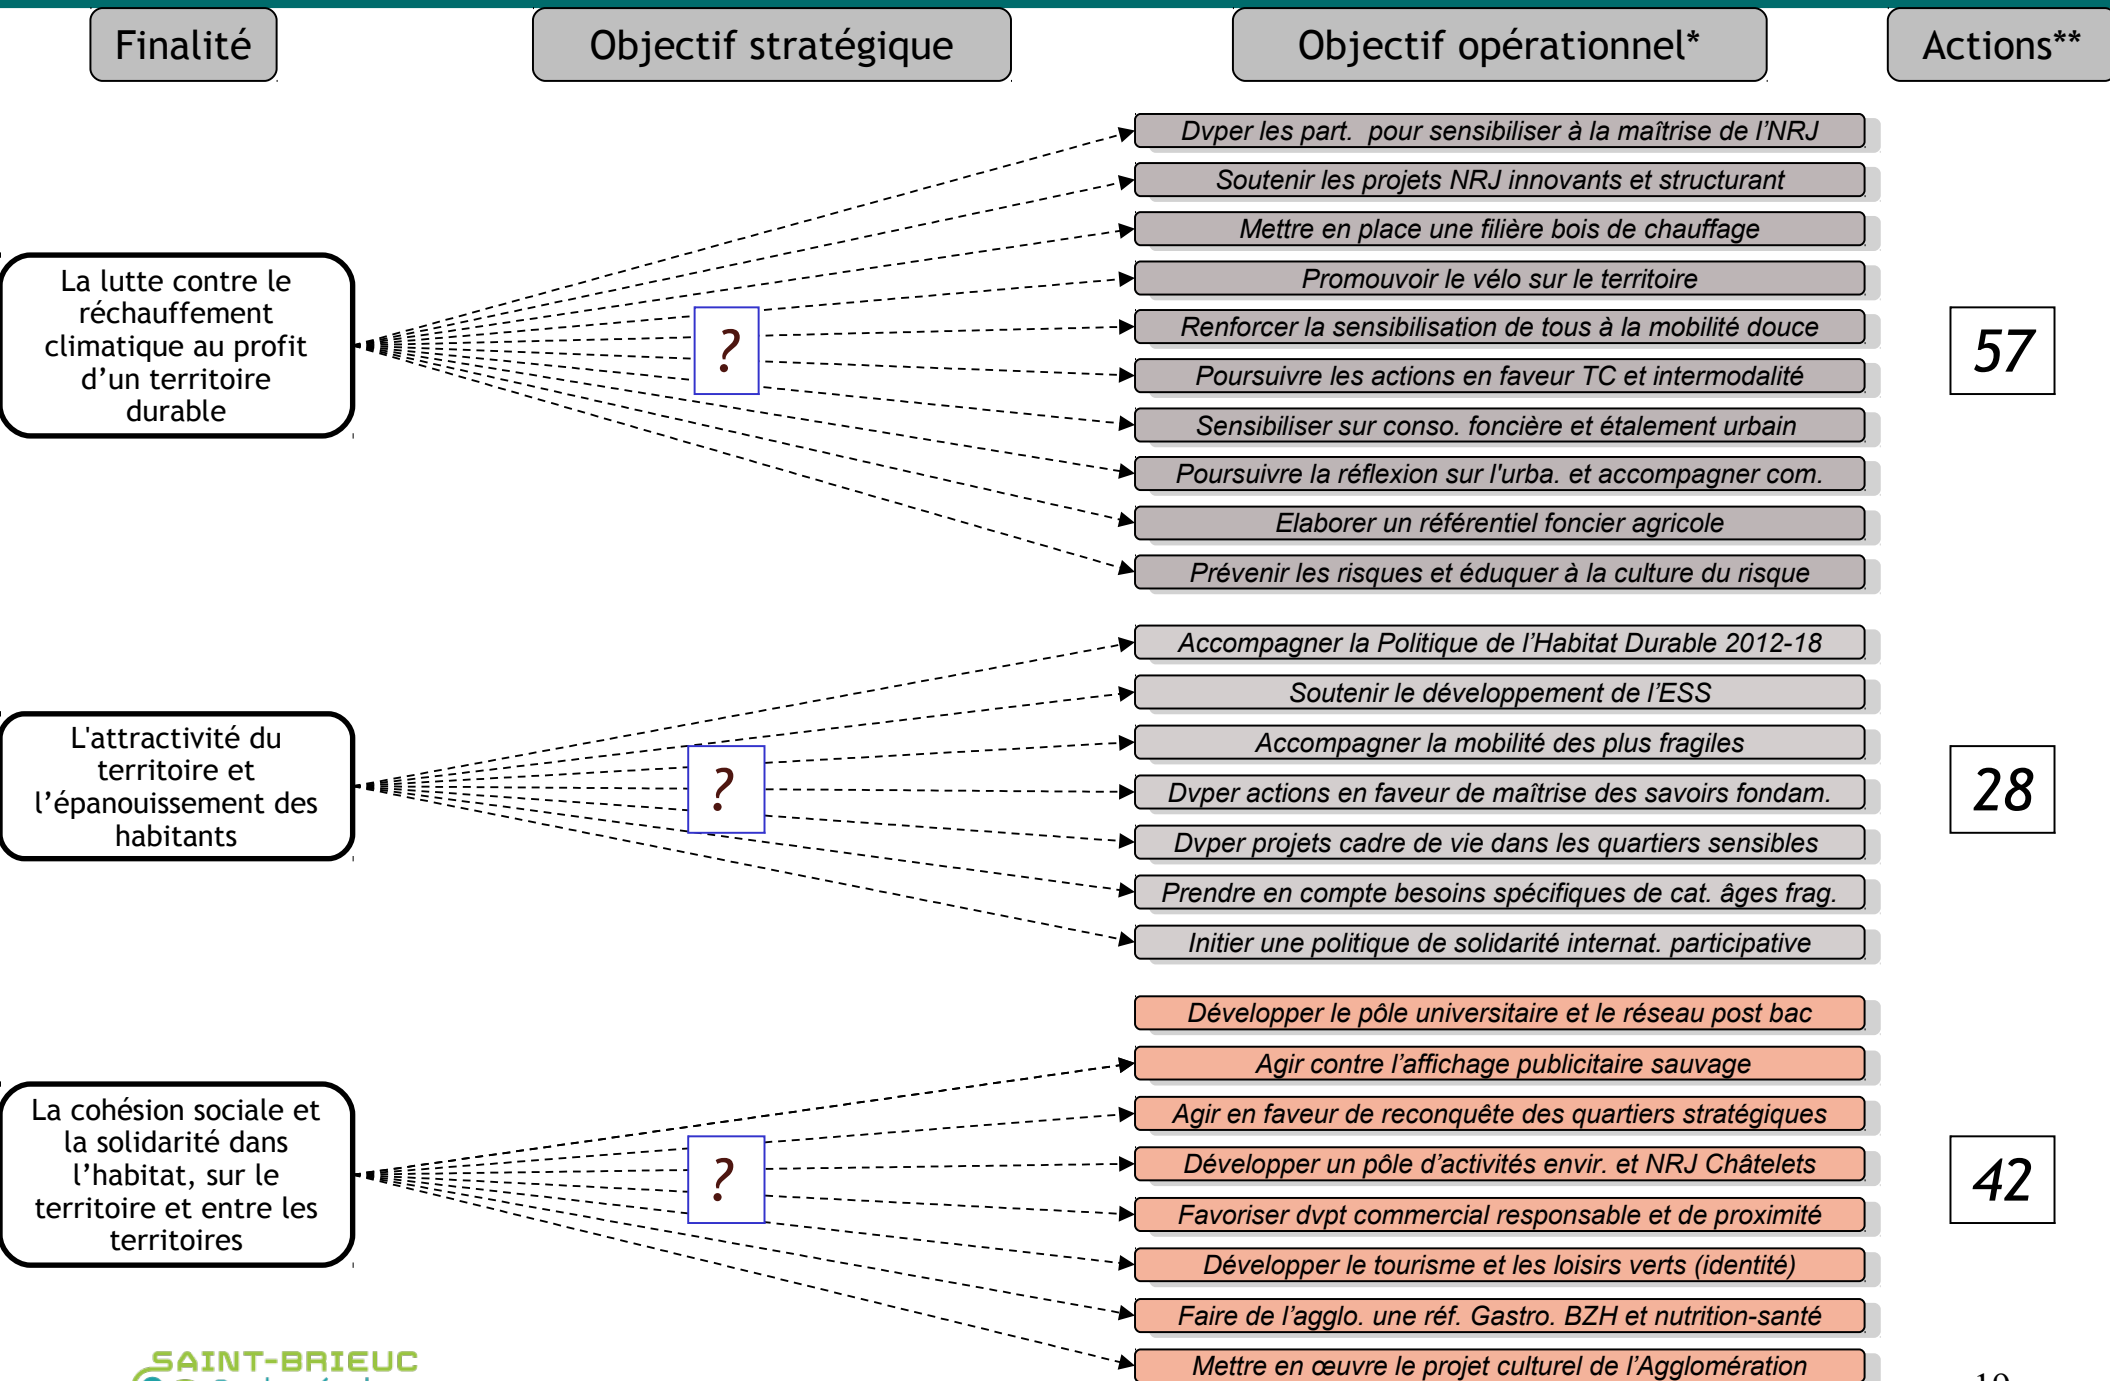 Finalité
Objectif stratégique
Objectif opérationnel*
Actions**
La lutte contre le
réchauffement
climatique au profit
d’un territoire
durable
?
Dvper les part. pour sensibiliser à la maîtrise de l’NRJ
Soutenir les projets NRJ innovants et structurant
Mettre en place une filière bois de chauffage
Promouvoir le vélo sur le territoire
Renforcer la sensibilisation de tous à la mobilité douce
Poursuivre les actions en faveur TC et intermodalité
Sensibiliser sur conso. foncière et étalement urbain
Poursuivre la réflexion sur l'urba. et accompagner com.
Elaborer un référentiel foncier agricole
Prévenir les risques et éduquer à la culture du risque
57
L'attractivité du
territoire et
l’épanouissement des
habitants
?
Accompagner la Politique de l’Habitat Durable 2012-18
Soutenir le développement de l’ESS
Accompagner la mobilité des plus fragiles
Dvper actions en faveur de maîtrise des savoirs fondam.
Dvper projets cadre de vie dans les quartiers sensibles
Prendre en compte besoins spécifiques de cat. âges frag.
Initier une politique de solidarité internat. participative
28
La cohésion sociale et
la solidarité dans
l’habitat, sur le
territoire et entre les
territoires
?
Développer le pôle universitaire et le réseau post bac
Agir contre l’affichage publicitaire sauvage
Agir en faveur de reconquête des quartiers stratégiques
Développer un pôle d’activités envir. et NRJ Châtelets
Favoriser dvpt commercial responsable et de proximité
Développer le tourisme et les loisirs verts (identité)
Faire de l’agglo. une réf. Gastro. BZH et nutrition-santé
Mettre en œuvre le projet culturel de l’Agglomération
42
SAINT-BRIEUC